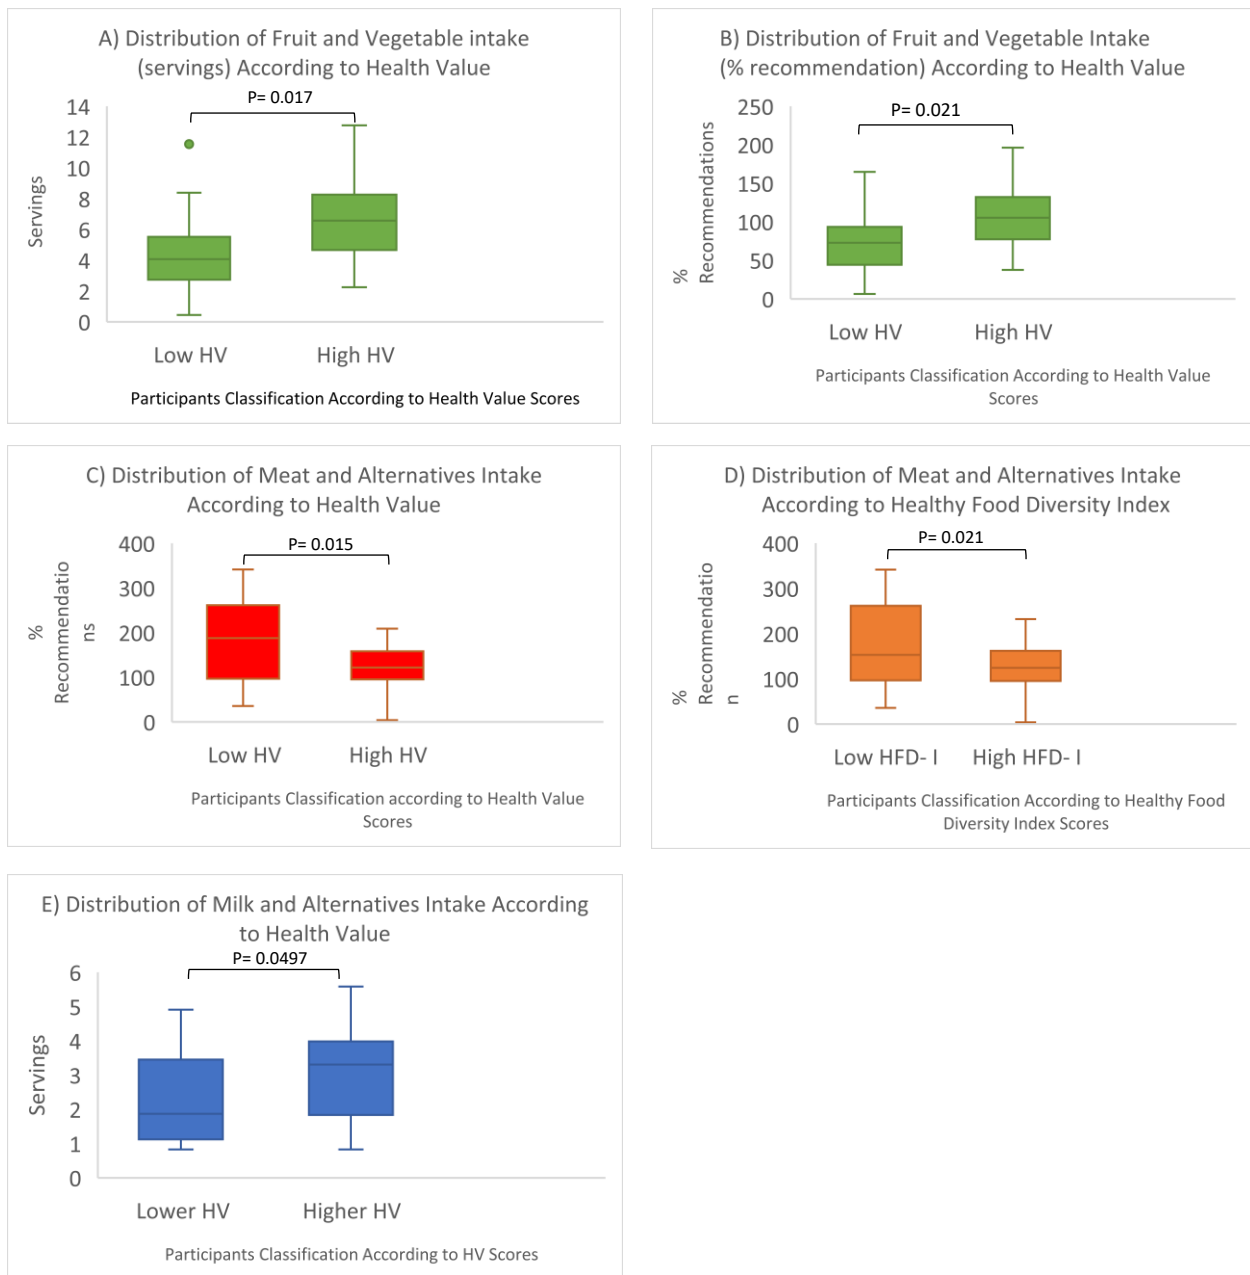 A) Distribution of Fruit and Vegetable intake
(servings) According to Health Value
P= 0.017
14
12
10
8
6
4
2
0
Servings
Low HV
High HV
Participants Classification According to Health Value Scores
B) Distribution of Fruit and Vegetable Intake
(% recommendation) According to Health Value
P= 0.021
250
200
150
100
50
0
%
Recommendations
Low HV
High HV
Participants Classification According to Health Value
Scores
C) Distribution of Meat and Alternatives Intake
According to Health Value
P= 0.015
400
300
200
100
0
%
Recommendatio
ns
Low HV
High HV
Participants Classification according to Health Value
Scores
D) Distribution of Meat and Alternatives Intake
According to Healthy Food Diversity Index
P= 0.021
400
300
200
100
0
%
Recommendatio
n
Low HFD- I
High HFD- I
Participants Classification According to Healthy Food
Diversity Index Scores
E) Distribution of Milk and Alternatives Intake According
to Health Value
P= 0.0497
6
5
4
3
2
1
0
Servings
Lower HV
Higher HV
Participants Classification According to HV Scores